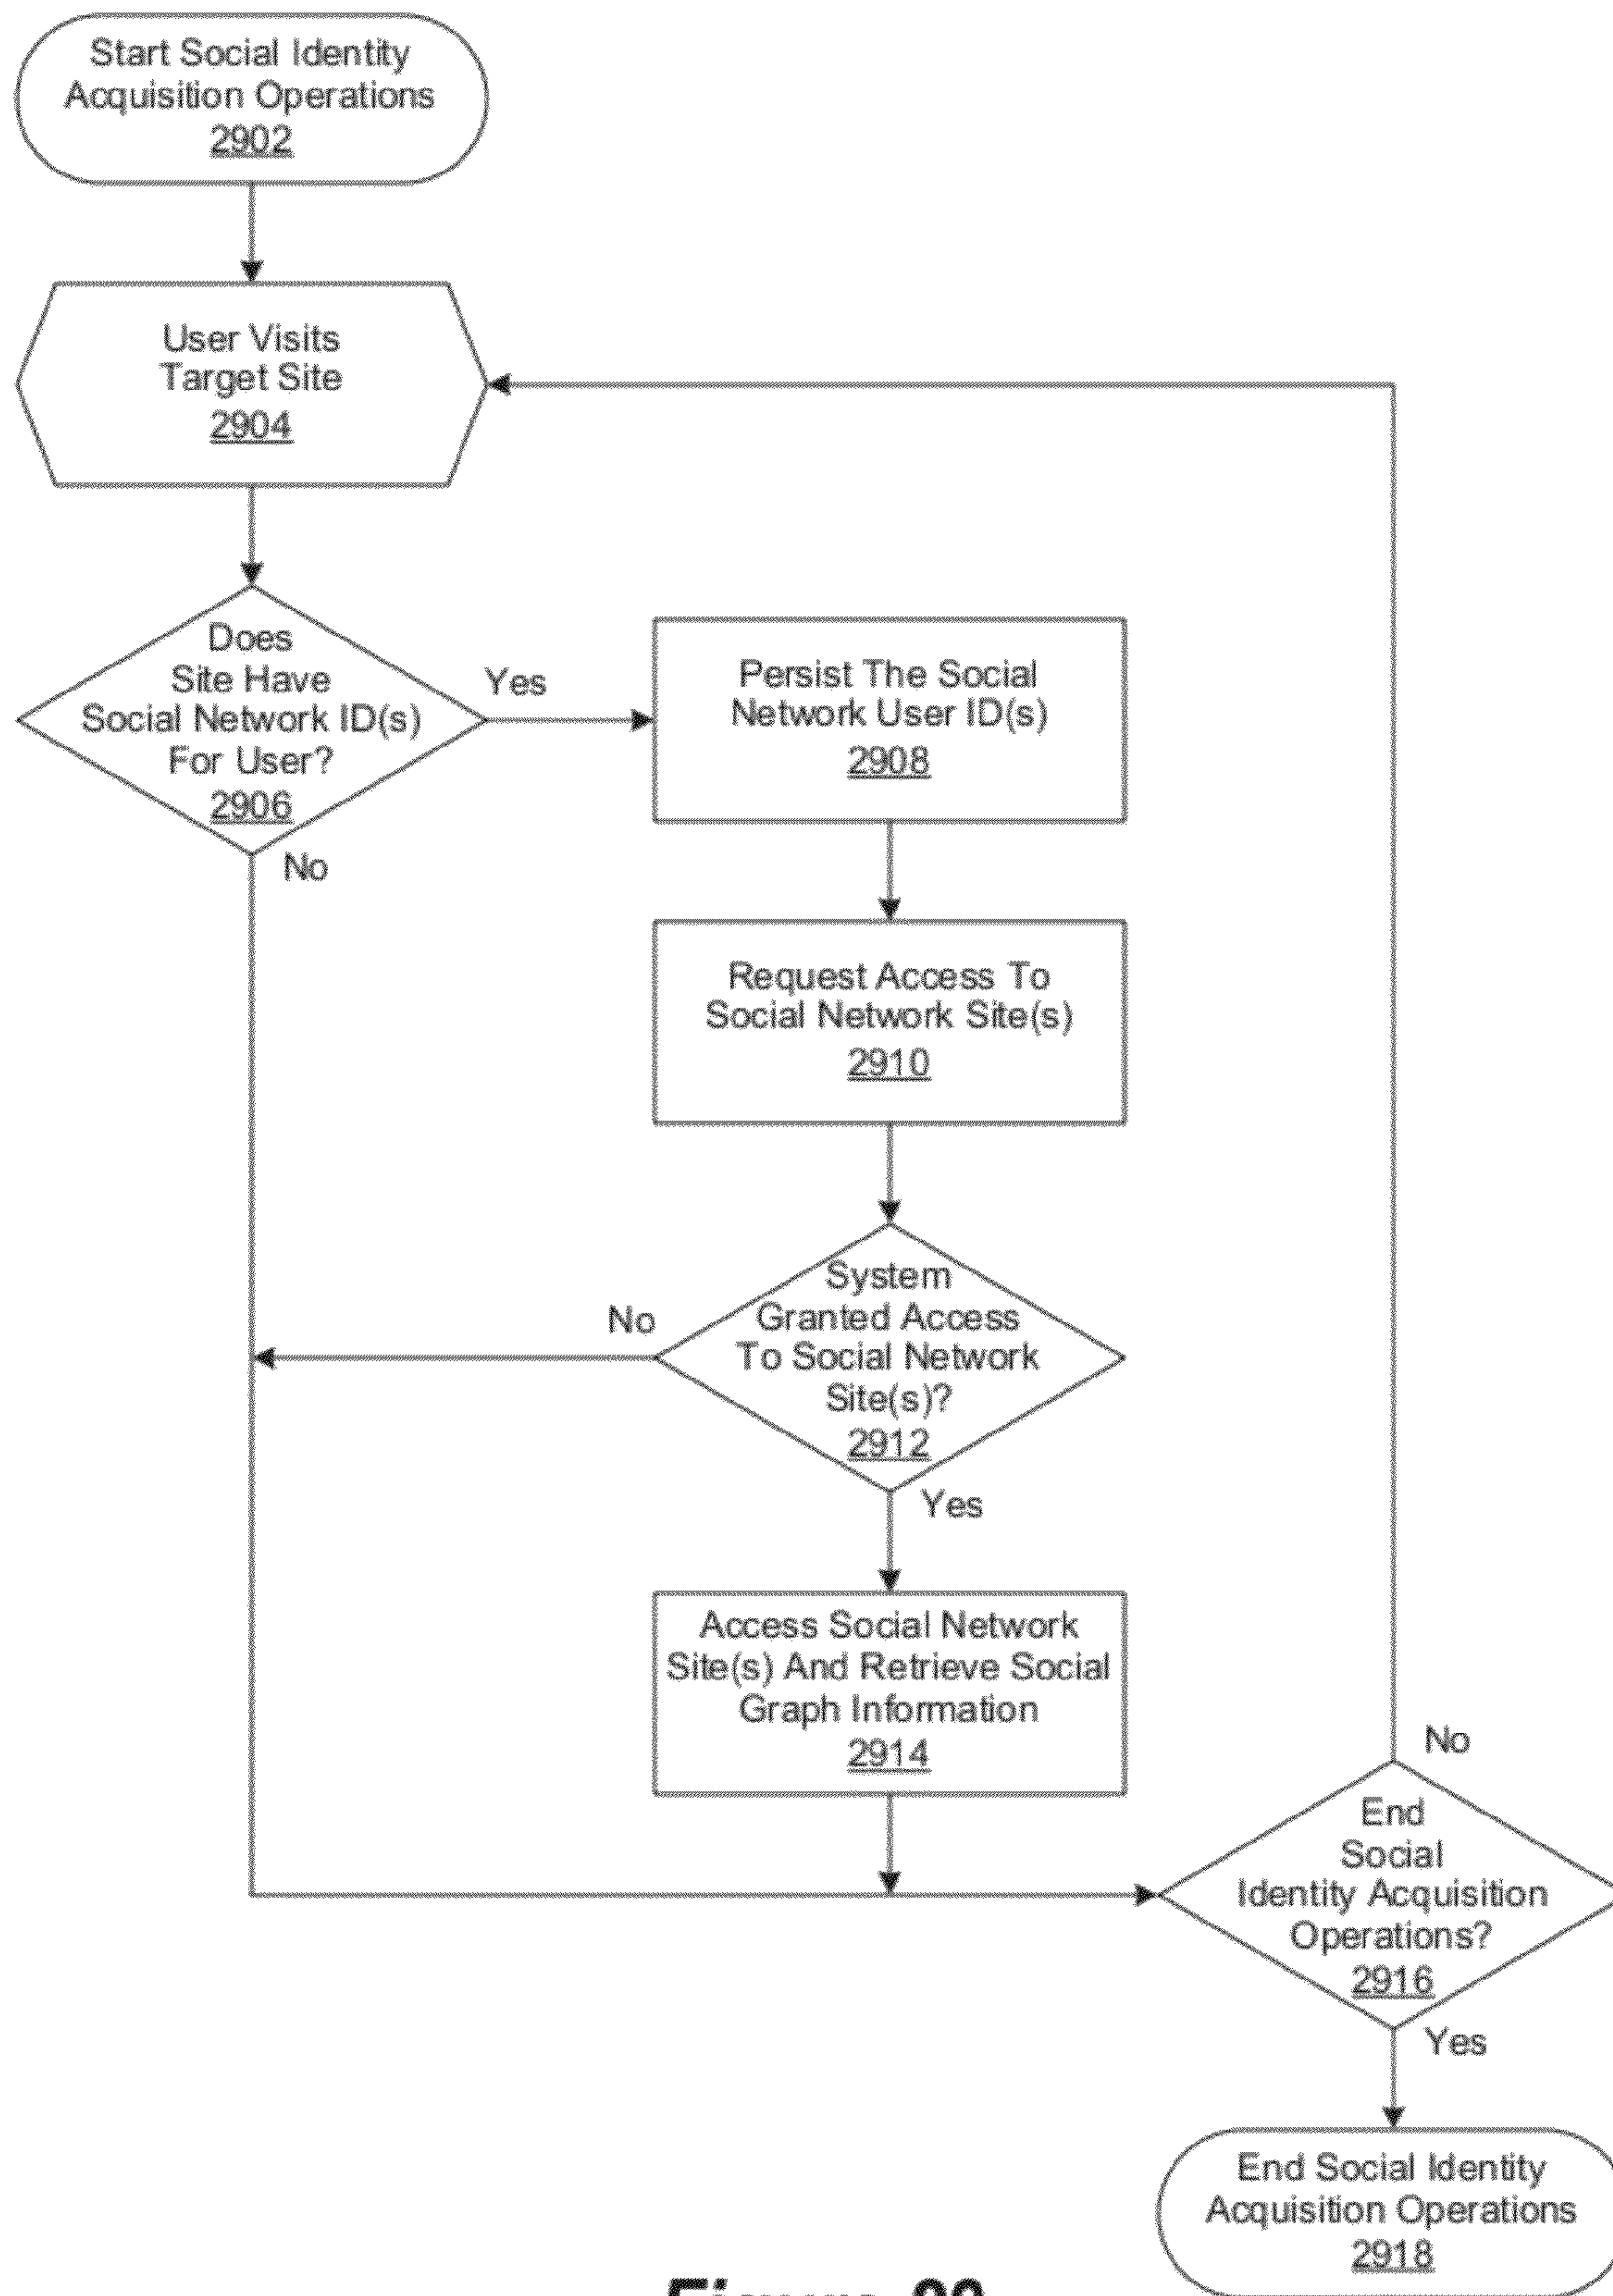 Start Social Identity
Acquisition Operations
2902
User Visits
Target Site
2904
Does
Site Have
Social Network ID(s)
For User?
2906
Yes
No
Persist The Social
Network User ID(s)
2908
Request Access To
Social Network Site(s)
2910
System
Granted Access
To Social Network
Site(s)?
2912
No
Yes
Access Social Network
Site(s) And Retrieve Social
Graph Information
2914
No
End
Social
Identity Acquisition
Operations?
2916
Yes
End Social Identity
Acquisition Operations
2918